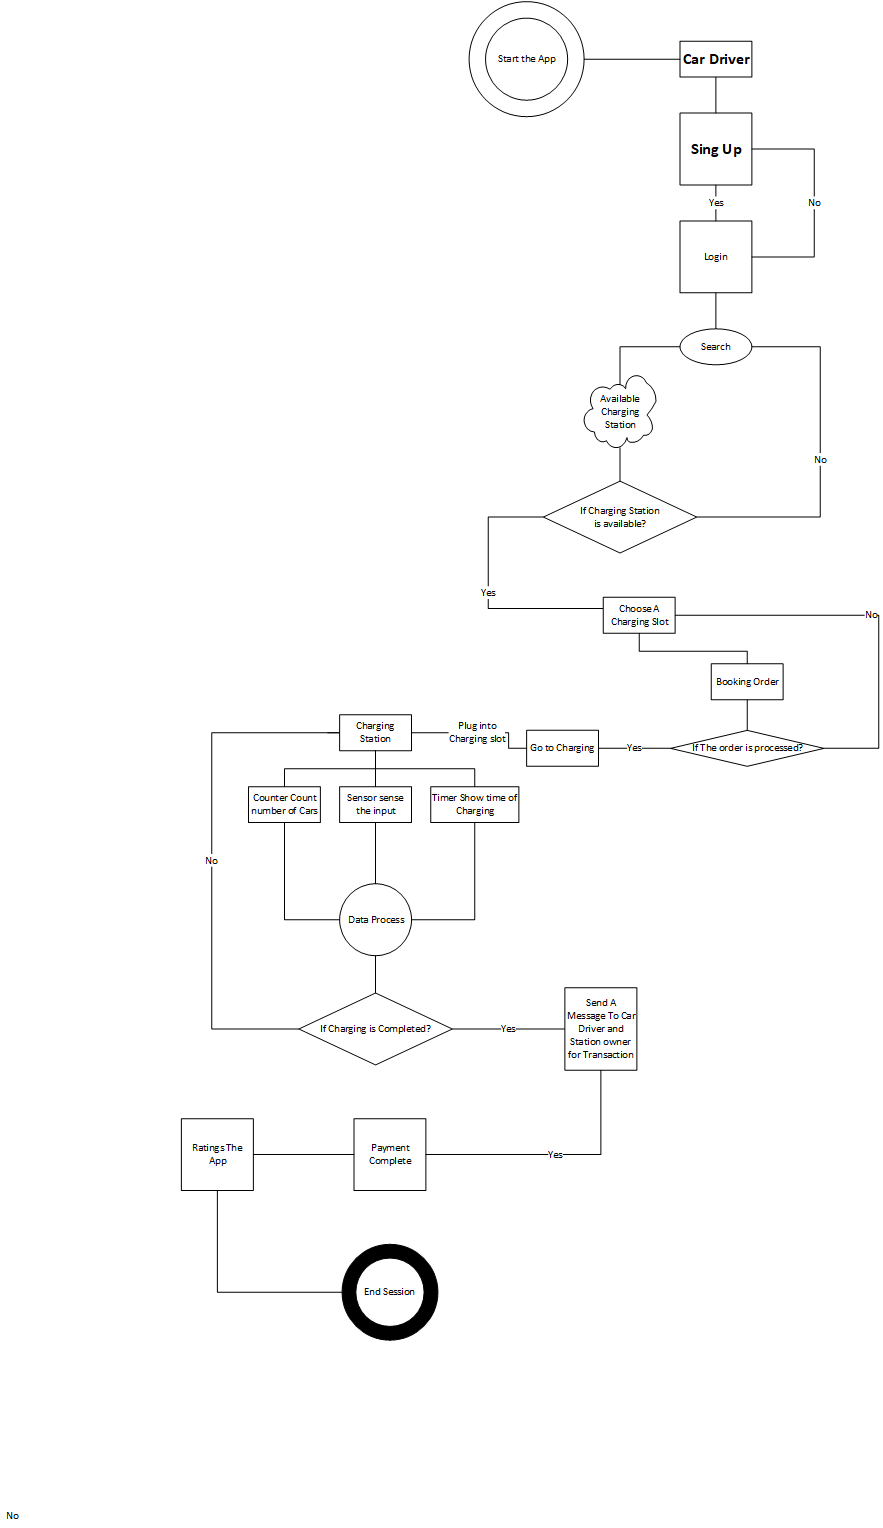 Start the App
Car Driver
Sing Up
Yes
No
Login
Search
Available
Charging
Station
No
If Charging Station
is available?
Yes
Choose A
Charging Slot
No
Booking Order
If The order is processed?
Yes
Go to Charging
Plug into
Charging slot
Charging
Station
Counter Count
number of Cars
Sensor sense
the input
Timer Show time of
Charging
No
Data Process
If Charging is Completed?
Yes
Send A
Message To Car
Driver and
Station owner
for Transaction
Yes
Payment
Complete
Ratings The
App
End Session
No